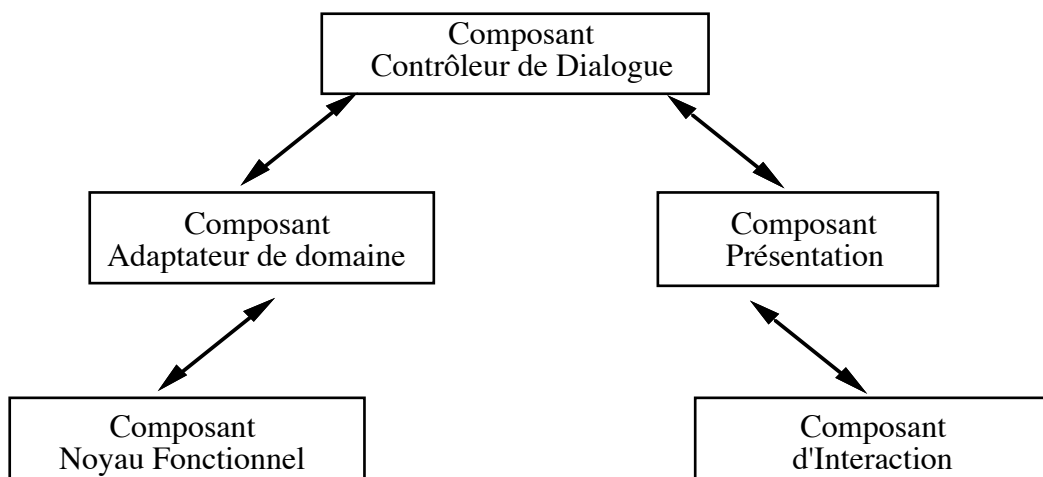 Composant
Contrôleur de Dialogue
Composant
Adaptateur de domaine
Composant
Présentation
Composant
Noyau Fonctionnel
Composant
d'Interaction